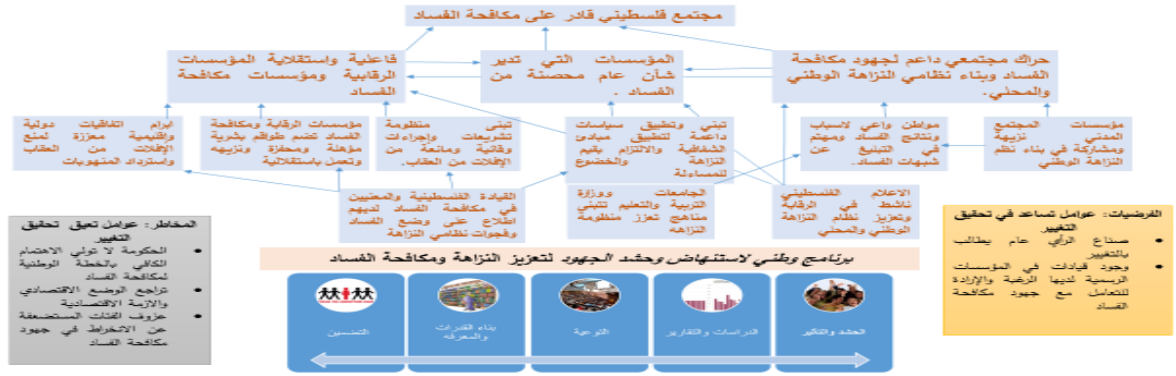 مجتمع فلسطيني قادر على مكافحة الفساد
حراك مجتمعي داعم لجهود مكافحة
الفساد وبناء نظامي النزاهة الوطني
والمحلي.
المؤسسات التي تدير
شأن عام محصنة من
الفساد .
فاعلية وإستقلاية المؤسسات
الرقابية ومؤسسات مكافحة
الفساد
مؤسسات المجتمع
المدني نزيهة
ومشاركة في بناء نظم
النزاهة الوطني
مواطن واعي لاسباب
ونتائج الفساد ومهتم
في التبليغ عن
شبهات الفساد.
تبني وتطبيق سياسات
داعمة لتطبيق مبادئ
الشفافية والالتزام بقيم
النزاهة والخضوع
للمساءلة
تبنى منظومة
تشريعات وإجراءات
وقائية ومانعة من
الإفلات من العقاب.
مؤسسات الرقابة ومكافحة
الفساد تضم طواقم بشرية
مؤهلة ومحفزة ونزيهه
وتعمل باستقلالية
ابرام اتفاقيات دولية
وإقليمية معززة لمنع
الإفلات من العقاب
واسترداد المنهوبات
الاعلام الفلسطيني
ناشط في الرقابة
وتعزيز نظام النزاهة
الوطني والمحلي
الجامعات ووزارة
التربية والتعليم تتبني
مناهج تعزز منظومة
النزاهه
القيادة الفلسطينية والمعنيين
في مكافحة الفساد لديهم
اطلاع على وضع الفساد
وفجوات نظامي النزاهة
الفرضيات: عوامل تساعد في تحقيق
التغيير
• صناع الرأي عام يطالب
بالتغيير
• وجود قيادات في المؤسسات
الرسمية لديها الرغبة والإرادة
للتعامل مع جهود مكافحة
الفساد
المخاطر: عوامل تعيق تحقيق
التغيير
• الحكومة لا تولي الاهتمام
الكافي بالخطة الوطنية
لمكافحة الفساد
• تراجع الوضع الاقتصادي
والازمة الاقتصادية
• عزوف الفئات المستضعفة
عن الانخراط في جهود
مكافحة الفساد
برنامج وطني لاستنهاض وحشد الجهود لتعزيز النزاهة ومكافحة الفساد
الحشد والتأثير
الدراسات والتقارير
التوعية
بناء القدرات
والمعرفه
التضمين